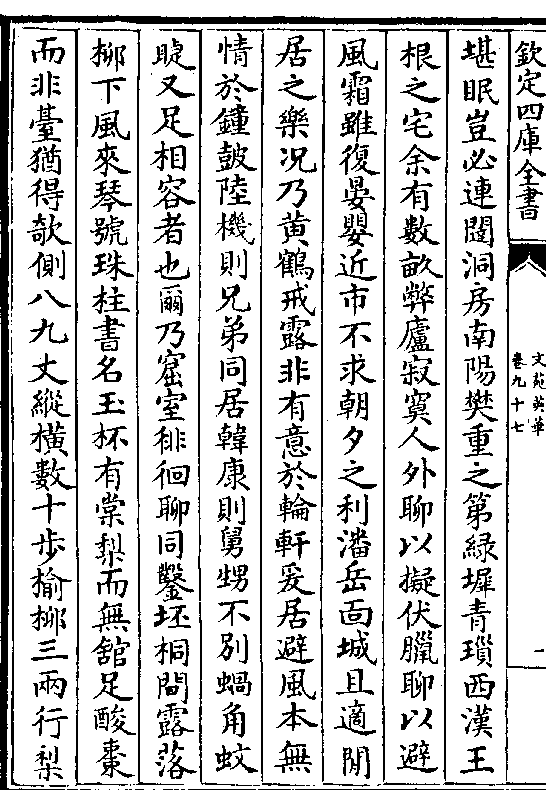 欽定四庫全書
文苑英華
卷九十七
一
堪眠豈必連闥洞房南陽樊重之第緑墀青瑣西漢王
根之宅余有數畝弊廬寂寞人外聊以擬伏臘聊以避
風霜雖復晏嬰近市不求朝夕之利潘岳面城且適閒
居之樂况乃黄鶴戒露非有意於輪軒爰居避風本無
情於鐘鼓陸機則兄弟同居韓康則舅甥不别蝸角蚊
睫又足相容者也爾乃窟室徘徊聊同鑿坯桐間露落
栁下風來琴號珠柱書名玉杯有棠梨而無館足酸棗
而非臺猶得欹側八九丈縱橫數十步榆栁三兩行梨